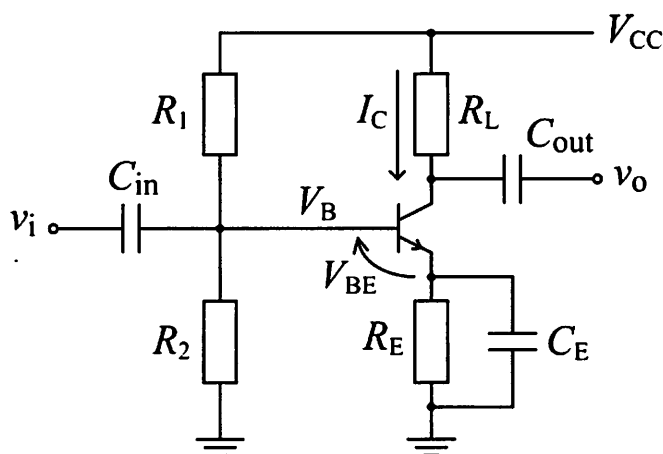 V_CC
R_1
I_C
R_L
C_out
C_in
v_o
V_B
v_i
V_BE
R_2
R_E
C_E